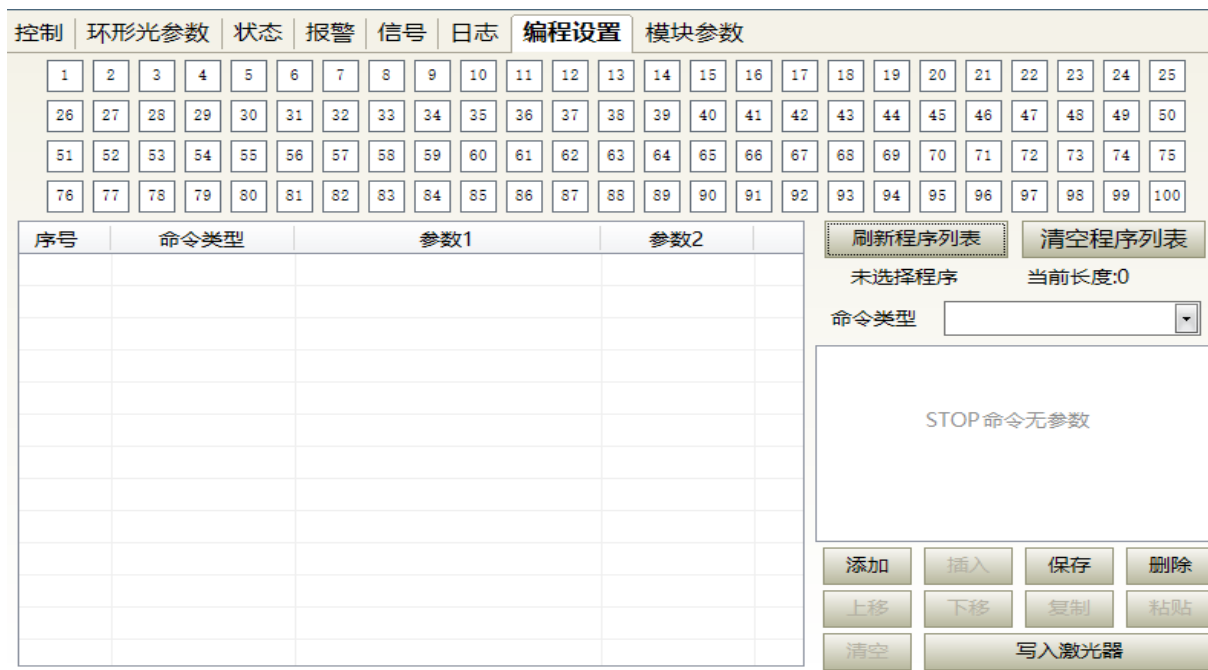 控制 环形光参数 状态 报警 信号 日志 编程设置 模块参数
1 2 3 4 5 6 7 8 9 10 11 12 13 14 15 16 17 18 19 20 21 22 23 24 25
26 27 28 29 30 31 32 33 34 35 36 37 38 39 40 41 42 43 44 45 46 47 48 49 50
51 52 53 54 55 56 57 58 59 60 61 62 63 64 65 66 67 68 69 70 71 72 73 74 75
76 77 78 79 80 81 82 83 84 85 86 87 88 89 90 91 92 93 94 95 96 97 98 99 100
序号 命令类型 参数1 参数2 刷新程序列表 清空程序列表
未选择程序 当前长度:0
命令类型
STOP命令无参数
添加 插入 保存 删除
上移 下移 复制 粘贴
清空 写入激光器